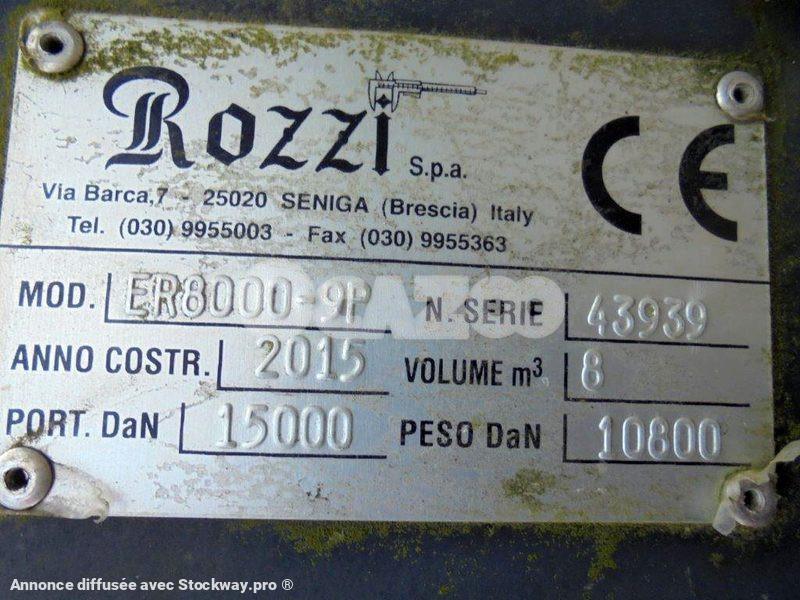 Rozzi S.p.a.
Via Barca,7 - 25020 SENIGA (Brescia) Italy
Tel. (030) 9955003 - Fax (030) 9955363
CE
MOD. ER8000-9P N. SERIE 43939
ANNO COSTR. 2015 VOLUME m³ 8
PORT. DaN 15000 PESO DaN 10800
Annonce diffusée avec Stockway.pro ®